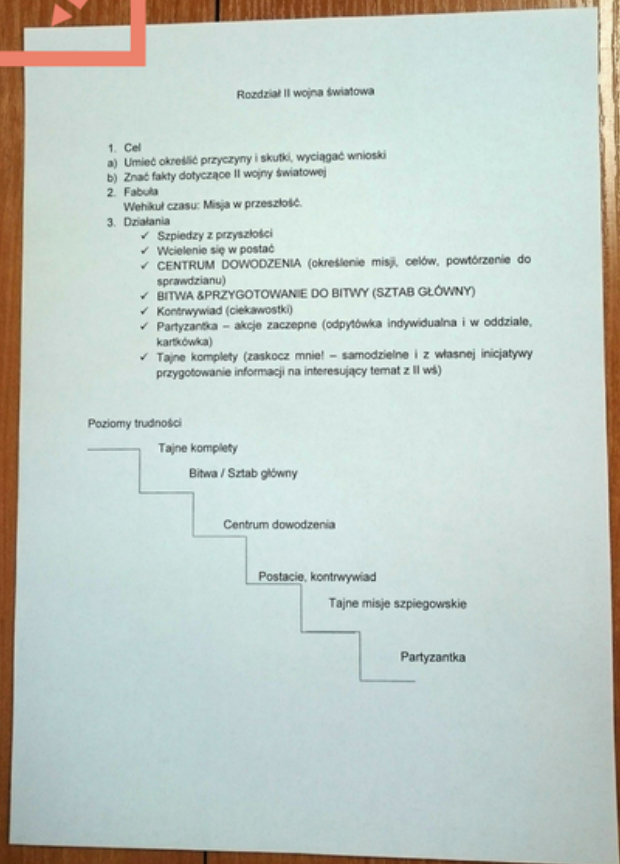 Rozdział II wojna światowa
1. Cel
a) Umieć określić przyczyny i skutki, wyciągać wnioski
b) Znać fakty dotyczące II wojny światowej
2. Fabuła
Wehikuł czasu: Misja w przeszłość.
3. Działania
✓ Szpiedzy z przyszłości
✓ Wcielenie się w postać
✓ CENTRUM DOWODZENIA (określenie misji, celów, powtórzenie do
sprawdzianu)
✓ BITWA &PRZYGOTOWANIE DO BITWY (SZTAB GŁÓWNY)
✓ Kontrwywiad (ciekawostki)
✓ Partyzantka – akcje zaczepne (odpytówka indywidualna i w oddziale,
kartkówka)
✓ Tajne komplety (zaskocz mnie! – samodzielne i z własnej inicjatywy
przygotowanie informacji na interesujący temat z II wś)
Poziomy trudności
Tajne komplety
Bitwa / Sztab główny
Centrum dowodzenia
Postacie, kontrwywiad
Tajne misje szpiegowskie
Partyzantka